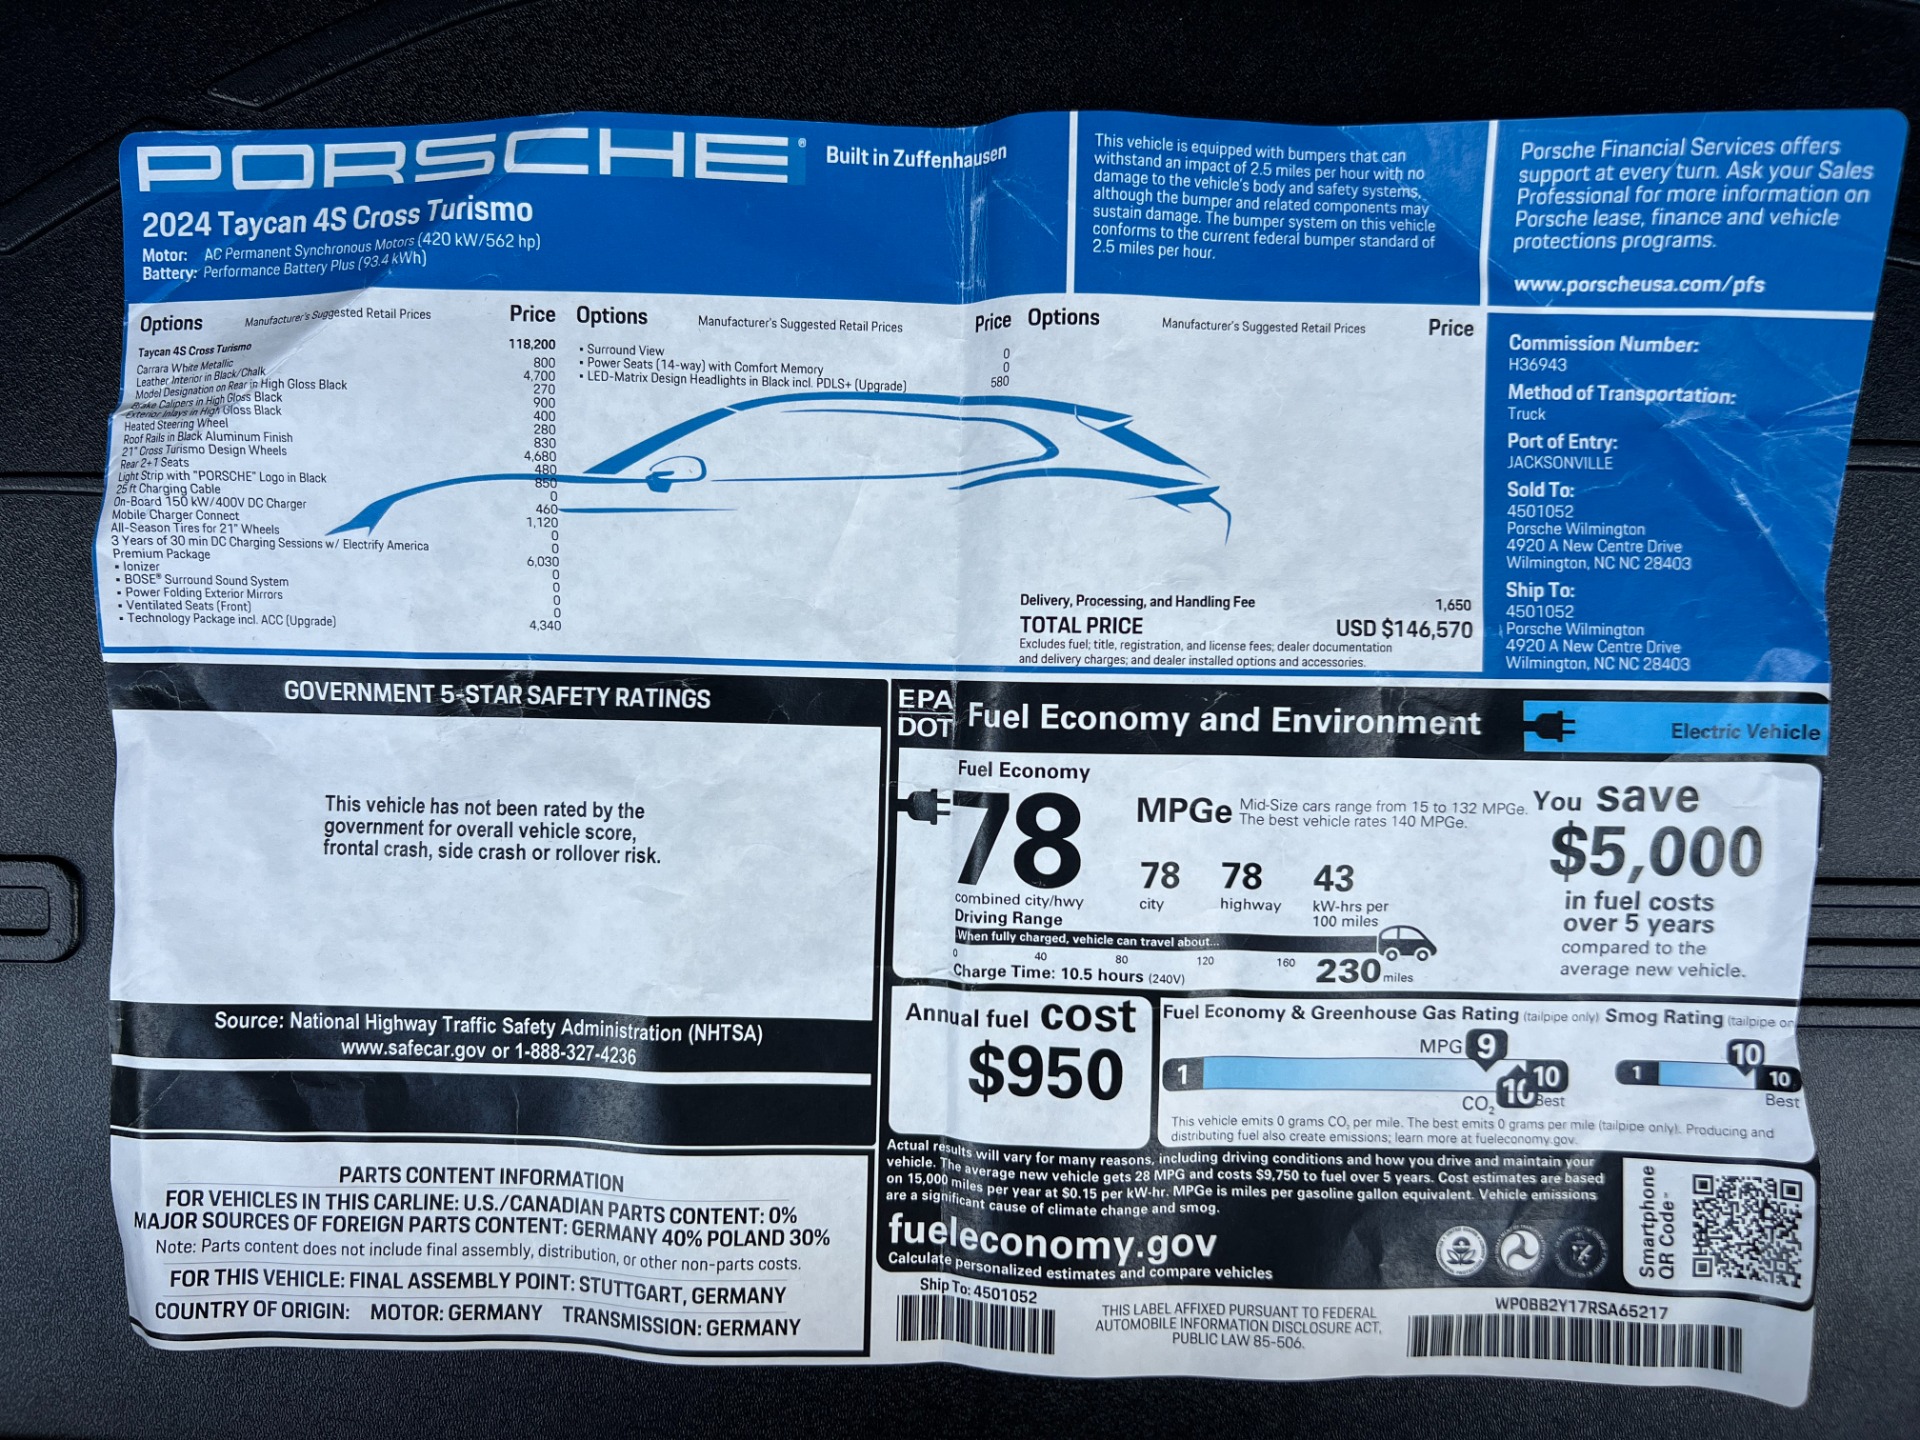 PORSCHE® Built in Zuffenhausen
2024 Taycan 4S Cross Turismo
Motor: AC Permanent Synchronous Motors (420 kW/562 hp)
Battery: Performance Battery Plus (93.4 kWh)
This vehicle is equipped with bumpers that can
withstand an impact of 2.5 miles per hour with no
damage to the vehicle's body and safety systems,
although the bumper and related components may
sustain damage. The bumper system on this vehicle
conforms to the current federal bumper standard of
2.5 miles per hour.
Porsche Financial Services offers
support at every turn. Ask your Sales
Professional for more information on
Porsche lease, finance and vehicle
protections programs.
www.porscheusa.com/pfs
Options Manufacturer's Suggested Retail Prices Price
Taycan 4S Cross Turismo 118,200
Carrara White Metallic 800
Leather Interior in Black/Chalk 4,700
Model Designation on Rear in High Gloss Black 270
Brake Calipers in High Gloss Black 900
Exterior Inlays in High Gloss Black 400
Heated Steering Wheel 280
Roof Rails in Black Aluminum Finish 830
21" Cross Turismo Design Wheels 4,680
Rear 2+1 Seats 480
Light Strip with "PORSCHE" Logo in Black 850
25 ft Charging Cable 0
On-Board 150 kW/400V DC Charger 460
Mobile Charger Connect 1,120
All-Season Tires for 21" Wheels 0
3 Years of 30 min DC Charging Sessions w/ Electrify America 0
Premium Package 6,030
• Ionizer 0
• BOSE® Surround Sound System 0
• Power Folding Exterior Mirrors 0
• Ventilated Seats (Front) 0
• Technology Package incl. ACC (Upgrade) 4,340
Options Manufacturer's Suggested Retail Prices Price
• Surround View 0
• Power Seats (14-way) with Comfort Memory 0
• LED-Matrix Design Headlights in Black incl. PDLS+ (Upgrade) 580
Options Manufacturer's Suggested Retail Prices Price
Delivery, Processing, and Handling Fee 1,650
TOTAL PRICE USD $146,570
Excludes fuel; title, registration, and license fees; dealer documentation
and delivery charges; and dealer installed options and accessories.
Commission Number:
H36943
Method of Transportation:
Truck
Port of Entry:
JACKSONVILLE
Sold To:
4501052
Porsche Wilmington
4920 A New Centre Drive
Wilmington, NC NC 28403
Ship To:
4501052
Porsche Wilmington
4920 A New Centre Drive
Wilmington, NC NC 28403
GOVERNMENT 5-STAR SAFETY RATINGS
This vehicle has not been rated by the
government for overall vehicle score,
frontal crash, side crash or rollover risk.
Source: National Highway Traffic Safety Administration (NHTSA)
www.safecar.gov or 1-888-327-4236
PARTS CONTENT INFORMATION
FOR VEHICLES IN THIS CARLINE: U.S./CANADIAN PARTS CONTENT: 0%
MAJOR SOURCES OF FOREIGN PARTS CONTENT: GERMANY 40% POLAND 30%
Note: Parts content does not include final assembly, distribution, or other non-parts costs.
FOR THIS VEHICLE: FINAL ASSEMBLY POINT: STUTTGART, GERMANY
COUNTRY OF ORIGIN: MOTOR: GERMANY TRANSMISSION: GERMANY
EPA
DOT
Fuel Economy and Environment
Electric Vehicle
Fuel Economy
78
MPGe
Mid-Size cars range from 15 to 132 MPGe.
The best vehicle rates 140 MPGe.
combined city/hwy
78 city
78 highway
43 kW-hrs per
100 miles
You save
$5,000
in fuel costs
over 5 years
compared to the
average new vehicle.
Driving Range
When fully charged, vehicle can travel about...
0 40 80 120 160 230 miles
Charge Time: 10.5 hours (240V)
Annual fuel cost
$950
Fuel Economy & Greenhouse Gas Rating (tailpipe only)
MPG 9
1 10
CO2 10 Best
Smog Rating (tailpipe on
10
1 10
Best
This vehicle emits 0 grams CO2 per mile. The best emits 0 grams per mile (tailpipe only). Producing and
distributing fuel also create emissions; learn more at fueleconomy.gov.
Actual results will vary for many reasons, including driving conditions and how you drive and maintain your
vehicle. The average new vehicle gets 28 MPG and costs $9,750 to fuel over 5 years. Cost estimates are based
on 15,000 miles per year at $0.15 per kW-hr. MPGe is miles per gasoline gallon equivalent. Vehicle emissions
are a significant cause of climate change and smog.
fueleconomy.gov
Calculate personalized estimates and compare vehicles
Smartphone
QR Code™
Ship To: 4501052
THIS LABEL AFFIXED PURSUANT TO FEDERAL
AUTOMOBILE INFORMATION DISCLOSURE ACT,
PUBLIC LAW 85-506.
WP0BB2Y17RSA65217